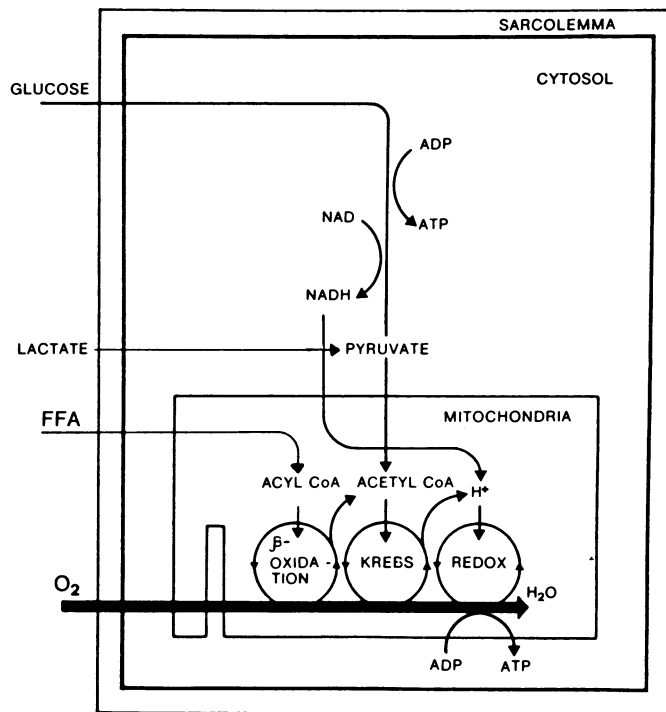 SARCOLEMMA
CYTOSOL
GLUCOSE
ADP
NAD
ATP
NADH
LACTATE
PYRUVATE
FFA
MITOCHONDRIA
ACYL CoA
ACETYL CoA
H+
β-
OXIDA -
TION
KREBS
REDOX
O₂
H₂O
ADP
ATP